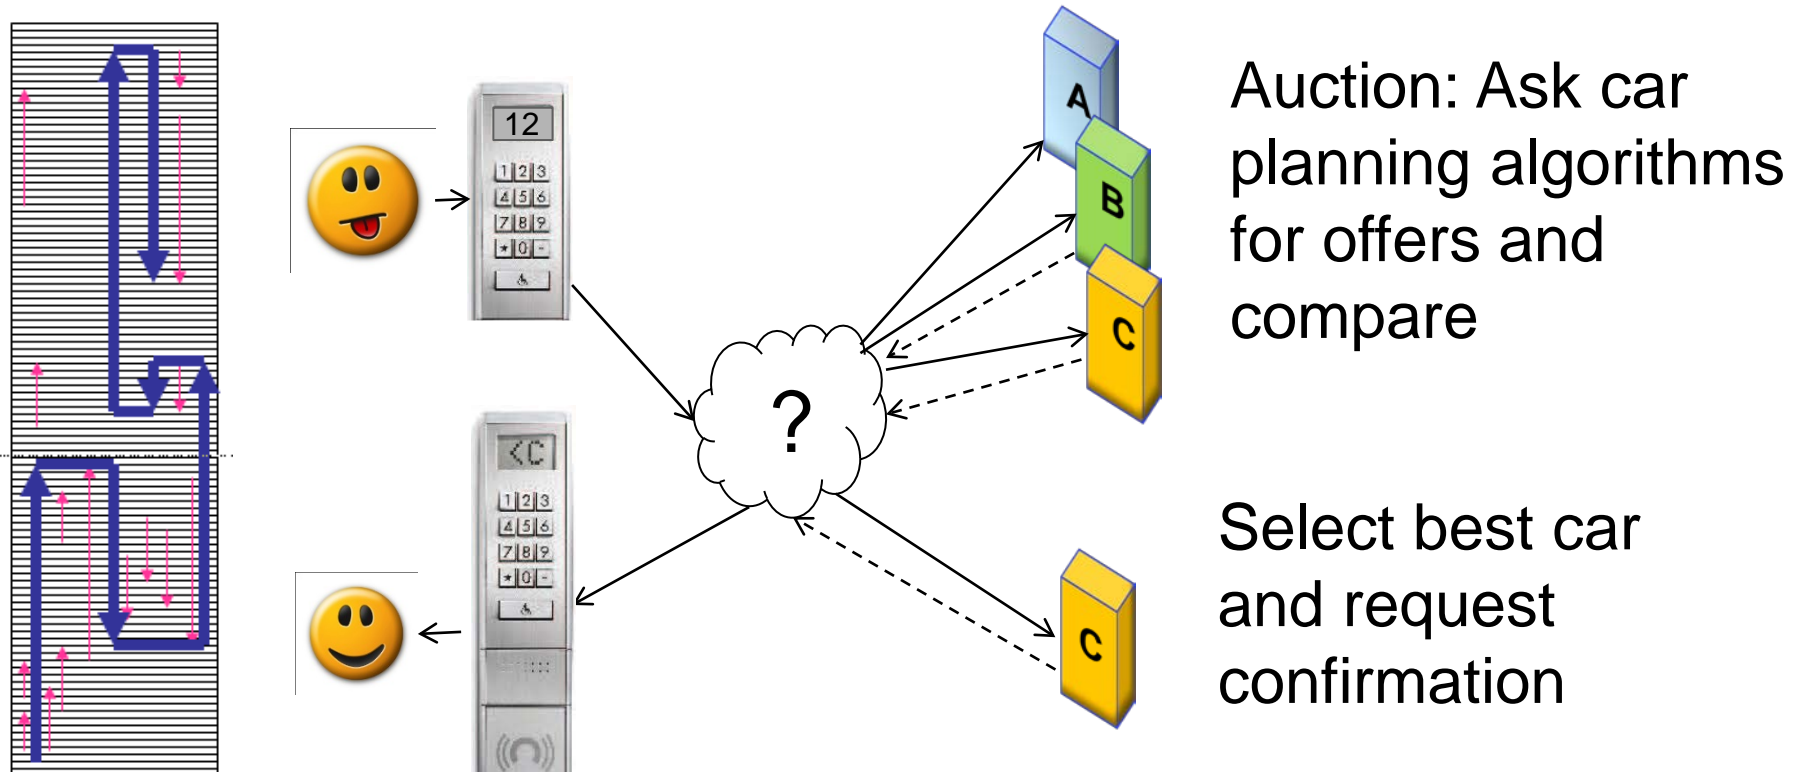 12
1 2 3
4 5 6
7 8 9
* 0 -
A
B
C
Auction: Ask car
planning algorithms
for offers and
compare
?
<C
1 2 3
4 5 6
7 8 9
* 0 -
C
Select best car
and request
confirmation